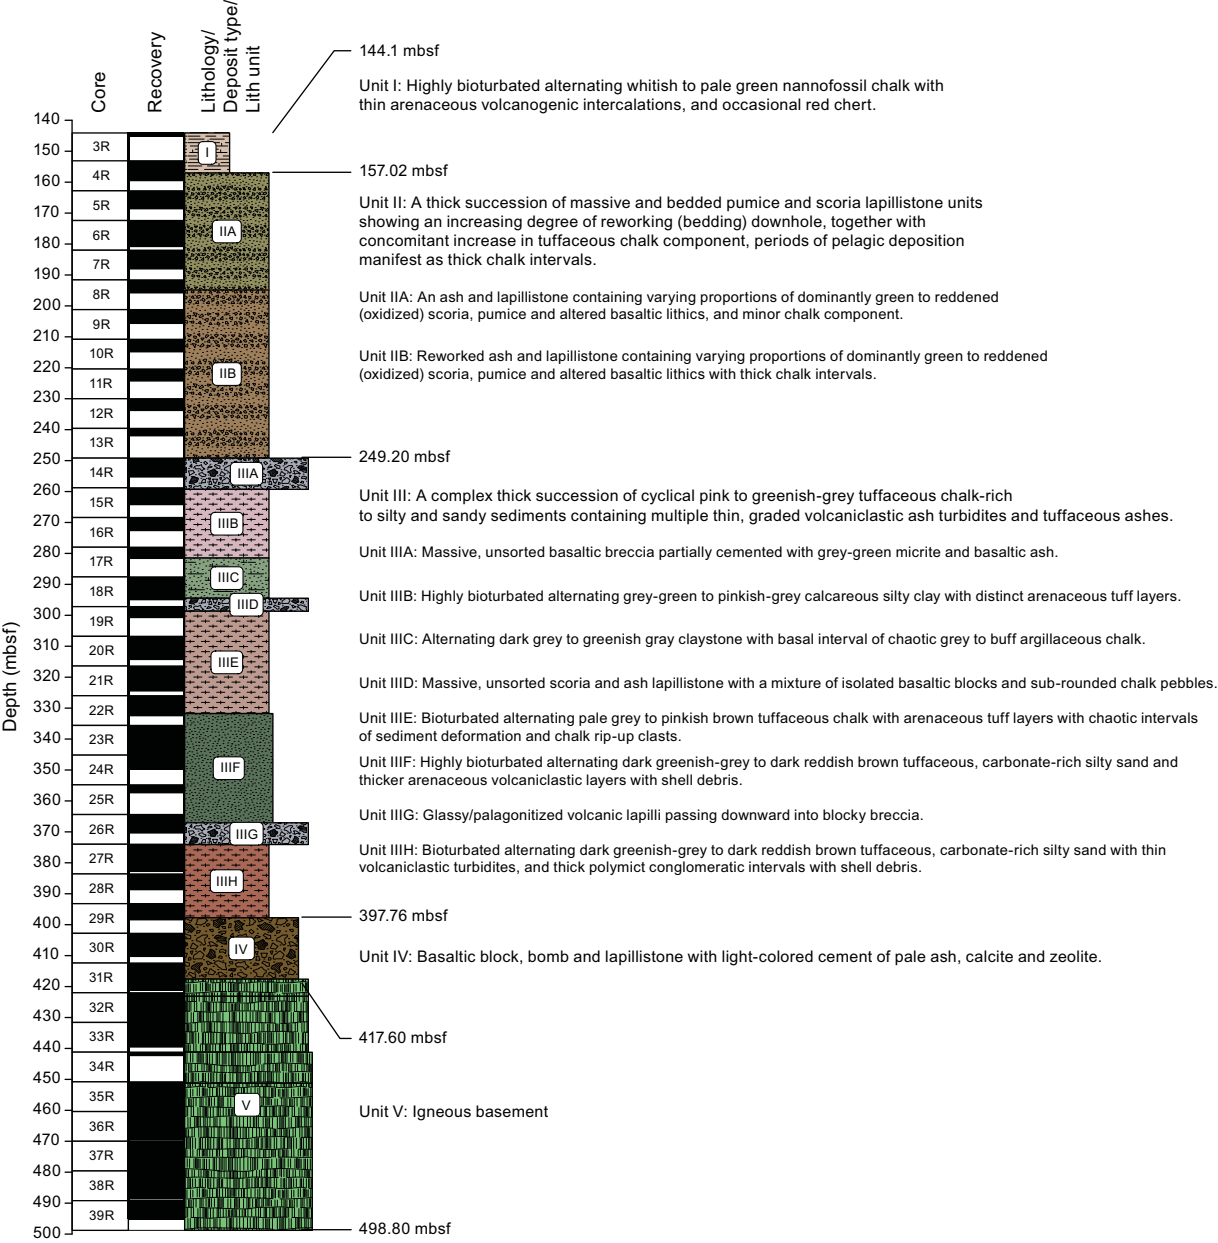 Core
Recovery
Lithology/
Deposit type/
Lith unit
Depth (mbsf)
140
150
160
170
180
190
200
210
220
230
240
250
260
270
280
290
300
310
320
330
340
350
360
370
380
390
400
410
420
430
440
450
460
470
480
490
500
3R
4R
5R
6R
7R
8R
9R
10R
11R
12R
13R
14R
15R
16R
17R
18R
19R
20R
21R
22R
23R
24R
25R
26R
27R
28R
29R
30R
31R
32R
33R
34R
35R
36R
37R
38R
39R
I
IIA
IIB
IIIA
IIIB
IIIC
IIID
IIIE
IIIF
IIIG
IIIH
IV
V
144.1 mbsf
Unit I: Highly bioturbated alternating whitish to pale green nannofossil chalk with
thin arenaceous volcanogenic intercalations, and occasional red chert.
157.02 mbsf
Unit II: A thick succession of massive and bedded pumice and scoria lapillistone units
showing an increasing degree of reworking (bedding) downhole, together with
concomitant increase in tuffaceous chalk component, periods of pelagic deposition
manifest as thick chalk intervals.
Unit IIA: An ash and lapillistone containing varying proportions of dominantly green to reddened
(oxidized) scoria, pumice and altered basaltic lithics, and minor chalk component.
Unit IIB: Reworked ash and lapillistone containing varying proportions of dominantly green to reddened
(oxidized) scoria, pumice and altered basaltic lithics with thick chalk intervals.
249.20 mbsf
Unit III: A complex thick succession of cyclical pink to greenish-grey tuffaceous chalk-rich
to silty and sandy sediments containing multiple thin, graded volcaniclastic ash turbidites and tuffaceous ashes.
Unit IIIA: Massive, unsorted basaltic breccia partially cemented with grey-green micrite and basaltic ash.
Unit IIIB: Highly bioturbated alternating grey-green to pinkish-grey calcareous silty clay with distinct arenaceous tuff layers.
Unit IIIC: Alternating dark grey to greenish gray claystone with basal interval of chaotic grey to buff argillaceous chalk.
Unit IIID: Massive, unsorted scoria and ash lapillistone with a mixture of isolated basaltic blocks and sub-rounded chalk pebbles.
Unit IIIE: Bioturbated alternating pale grey to pinkish brown tuffaceous chalk with arenaceous tuff layers with chaotic intervals
of sediment deformation and chalk rip-up clasts.
Unit IIIF: Highly bioturbated alternating dark greenish-grey to dark reddish brown tuffaceous, carbonate-rich silty sand and
thicker arenaceous volcaniclastic layers with shell debris.
Unit IIIG: Glassy/palagonitized volcanic lapilli passing downward into blocky breccia.
Unit IIIH: Bioturbated alternating dark greenish-grey to dark reddish brown tuffaceous, carbonate-rich silty sand with thin
volcaniclastic turbidites, and thick polymict conglomeratic intervals with shell debris.
397.76 mbsf
Unit IV: Basaltic block, bomb and lapillistone with light-colored cement of pale ash, calcite and zeolite.
417.60 mbsf
Unit V: Igneous basement
498.80 mbsf